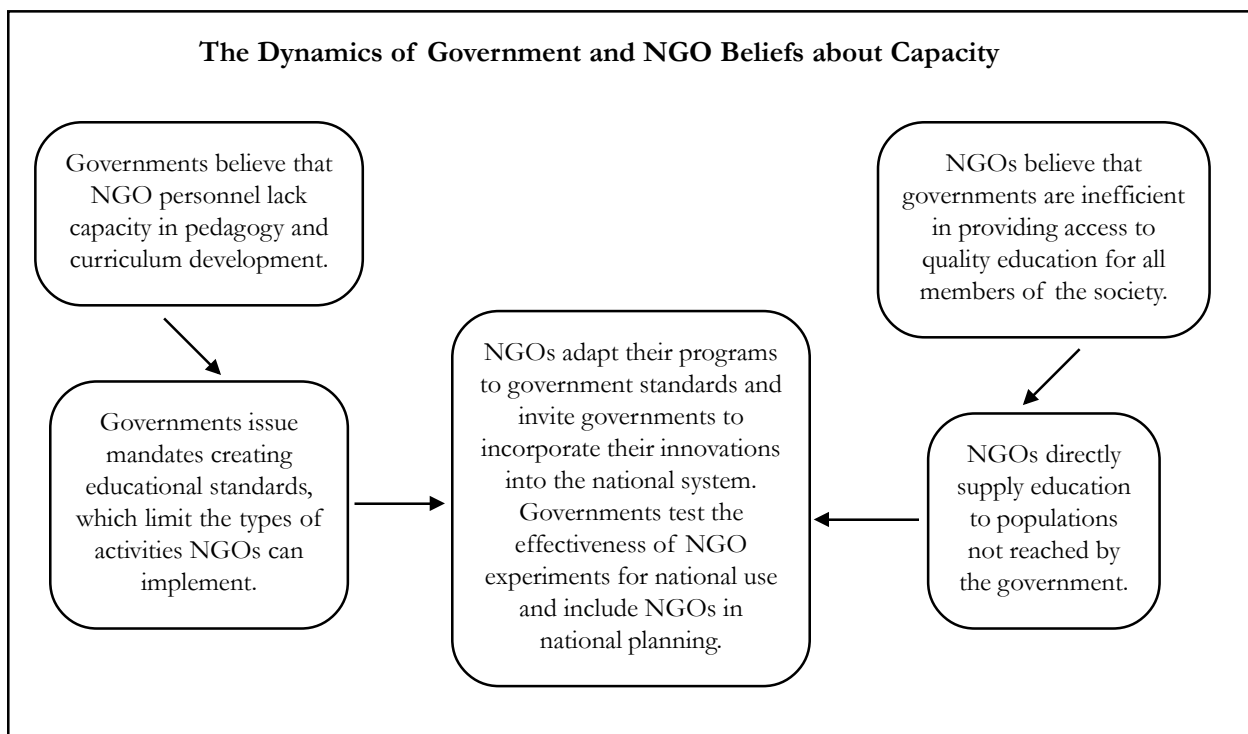 The Dynamics of Government and NGO Beliefs about Capacity
Governments believe that
NGO personnel lack
capacity in pedagogy and
curriculum development.
Governments issue
mandates creating
educational standards,
which limit the types of
activities NGOs can
implement.
NGOs adapt their programs
to government standards and
invite governments to
incorporate their innovations
into the national system.
Governments test the
effectiveness of NGO
experiments for national use
and include NGOs in
national planning.
NGOs believe that
governments are inefficient
in providing access to
quality education for all
members of the society.
NGOs directly
supply education
to populations
not reached by
the government.